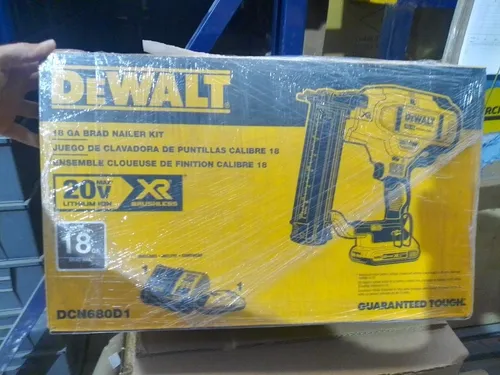 DEWALT
18 GA BRAD NAILER KIT
JUEGO DE CLAVADORA DE PUNTILLAS CALIBRE 18
ENSEMBLE CLOUEUSE DE FINITION CALIBRE 18
20V MAX
LITHIUM ION
XR
BRUSHLESS
18
DEWALT
DCN680D1
GUARANTEED TOUGH.